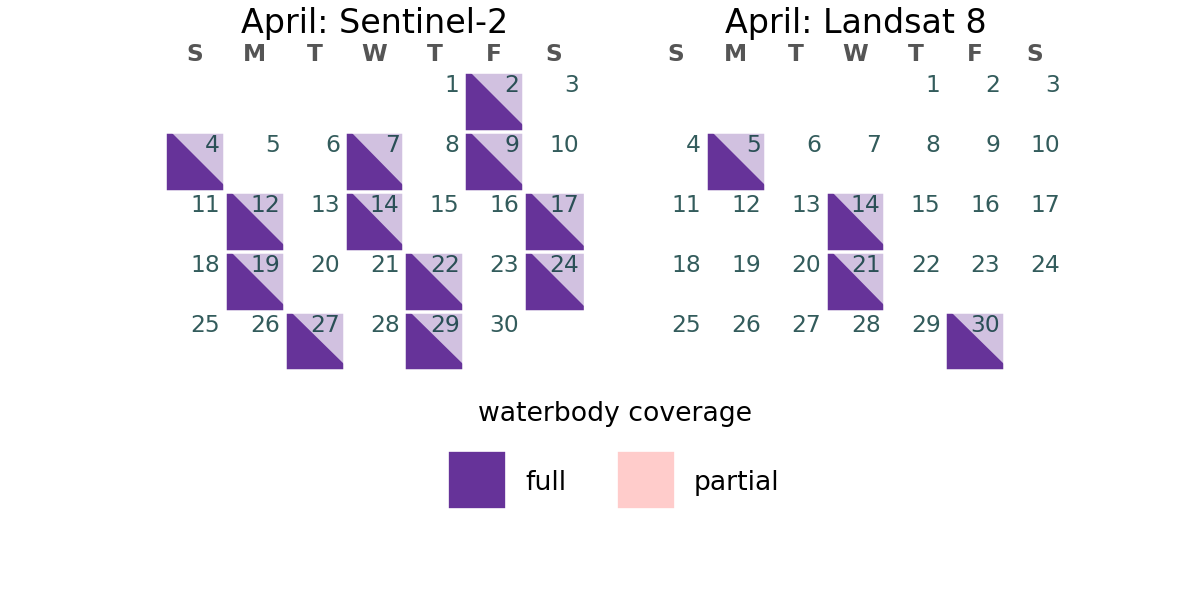 April: Sentinel-2
S M T W T F S
1 2 3
4 5 6 7 8 9 10
11 12 13 14 15 16 17
18 19 20 21 22 23 24
25 26 27 28 29 30
April: Landsat 8
S M T W T F S
1 2 3
4 5 6 7 8 9 10
11 12 13 14 15 16 17
18 19 20 21 22 23 24
25 26 27 28 29 30
waterbody coverage
full partial